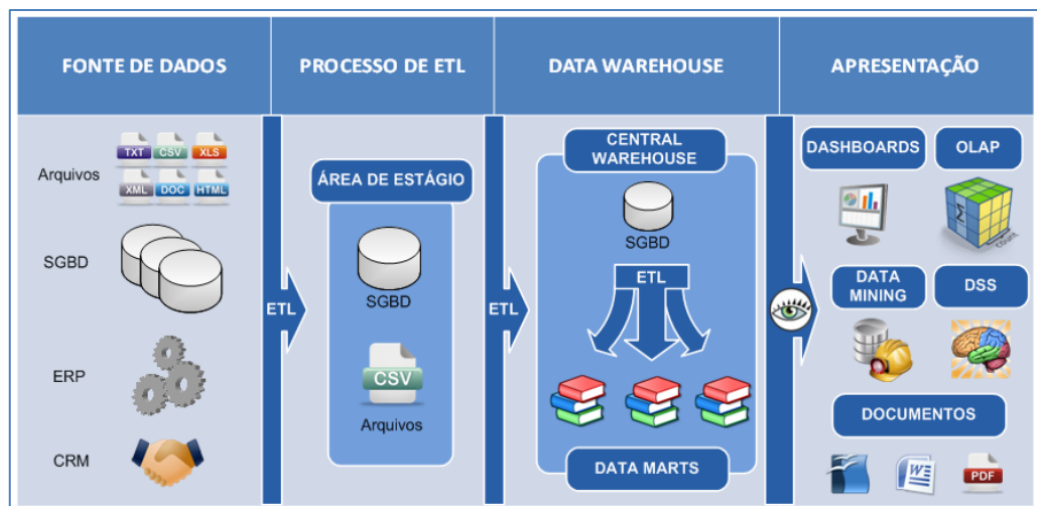 FONTE DE DADOS
PROCESSO DE ETL
DATA WAREHOUSE
APRESENTAÇÃO
Arquivos
TXT
CSV
XLS
XML
DOC
HTML
SGBD
ERP
CRM
ETL
ÁREA DE ESTÁGIO
SGBD
CSV
Arquivos
ETL
CENTRAL
WAREHOUSE
SGBD
ETL
DATA MARTS
DASHBOARDS
OLAP
Σ
count
DATA
MINING
DSS
DOCUMENTOS
W
PDF